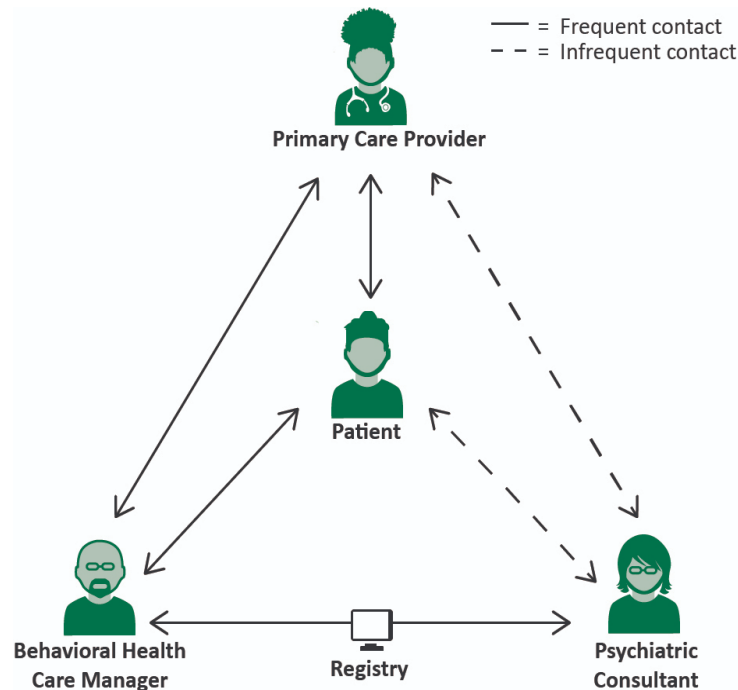 = Frequent contact
= Infrequent contact
Primary Care Provider
Patient
Behavioral Health
Care Manager
Registry
Psychiatric
Consultant